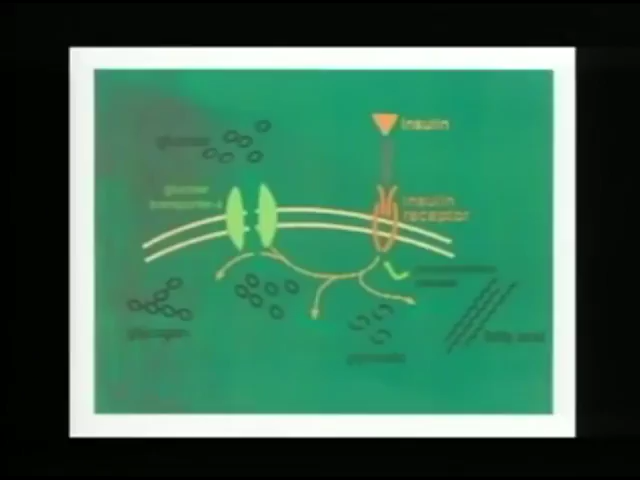 insulin
glucose
glucose
transporter-4
insulin
receptor
glycogen
pyruvate
fatty acid